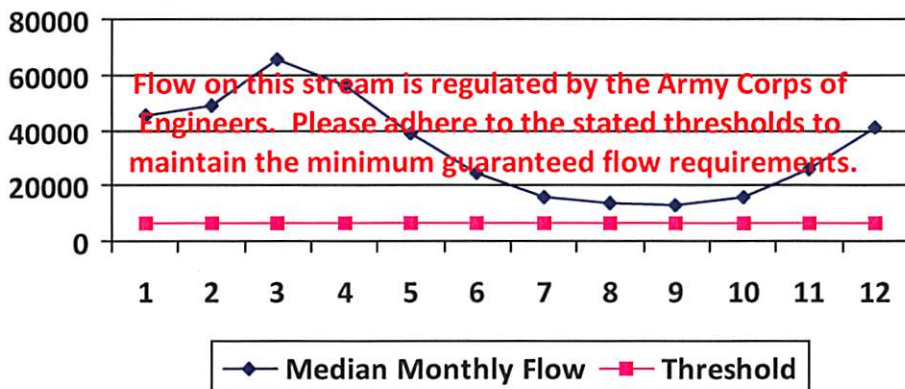 80000
60000
40000
20000
0
Flow on this stream is regulated by the Army Corps of
Engineers. Please adhere to the stated thresholds to
maintain the minimum guaranteed flow requirements.
1 2 3 4 5 6 7 8 9 10 11 12
Median Monthly Flow Threshold